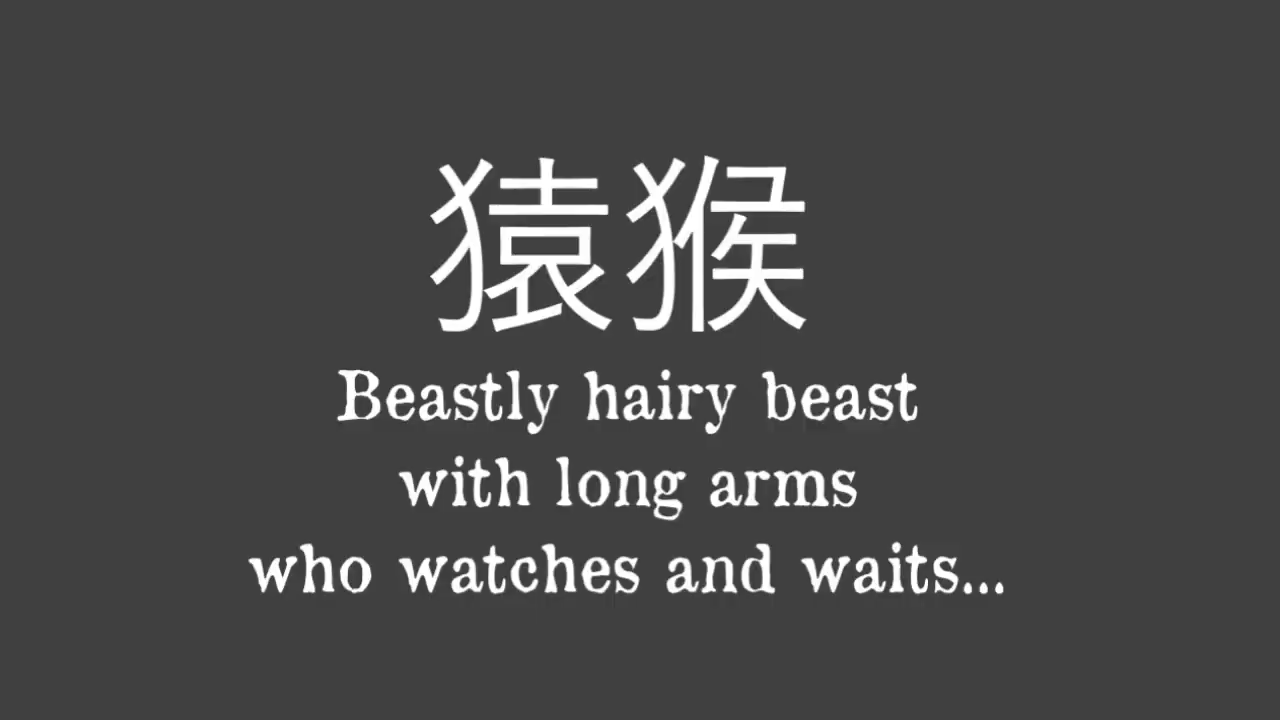 猿猴
Beastly hairy beast
with long arms
who watches and waits...